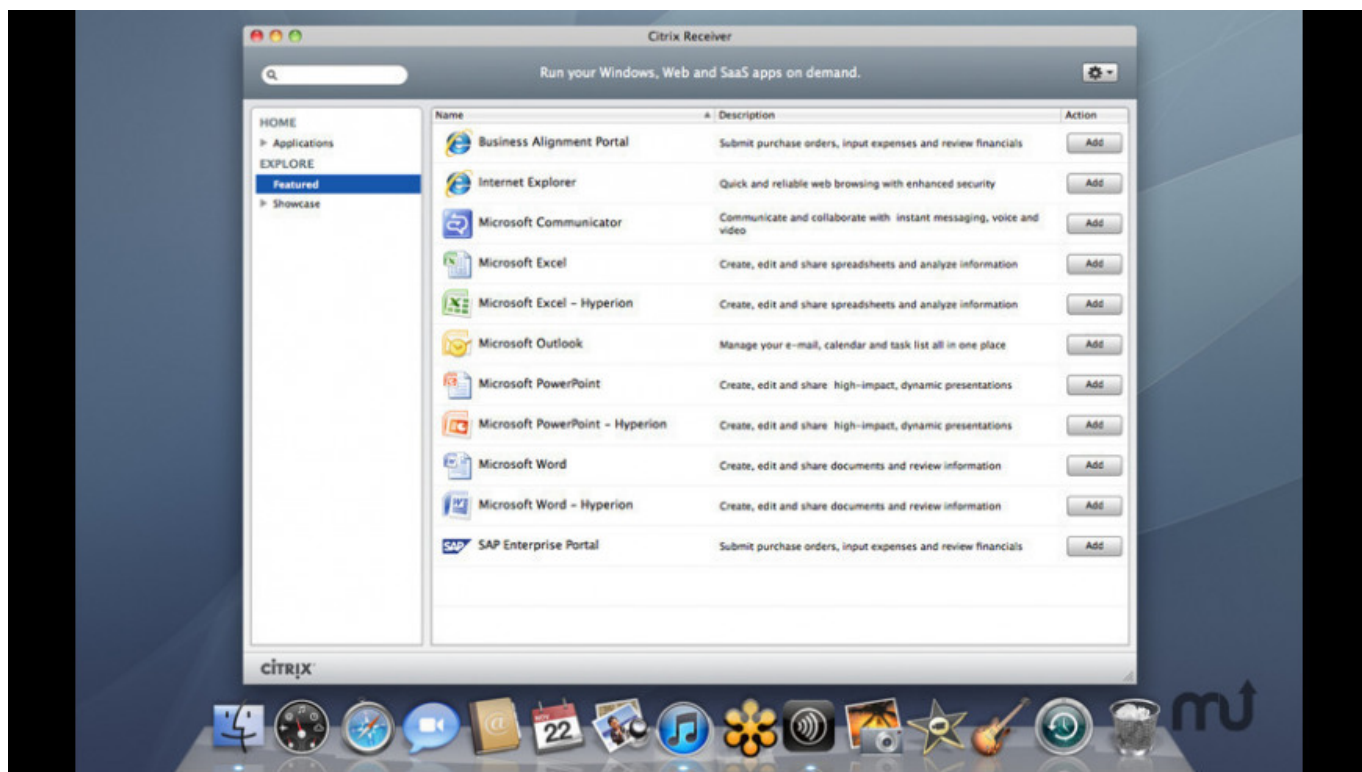 Citrix Receiver
Run your Windows, Web and SaaS apps on demand.
HOME
Applications
EXPLORE
Featured
Showcase
Name Description Action
Business Alignment Portal Submit purchase orders, input expenses and review financials Add
Internet Explorer Quick and reliable web browsing with enhanced security Add
Microsoft Communicator Communicate and collaborate with instant messaging, voice and
video Add
Microsoft Excel Create, edit and share spreadsheets and analyze information Add
Microsoft Excel – Hyperion Create, edit and share spreadsheets and analyze information Add
Microsoft Outlook Manage your e-mail, calendar and task list all in one place Add
Microsoft PowerPoint Create, edit and share high-impact, dynamic presentations Add
Microsoft PowerPoint – Hyperion Create, edit and share high-impact, dynamic presentations Add
Microsoft Word Create, edit and share documents and review information Add
Microsoft Word – Hyperion Create, edit and share documents and review information Add
SAP SAP Enterprise Portal Submit purchase orders, input expenses and review financials Add
CITRIX
NOV
22
@
mu